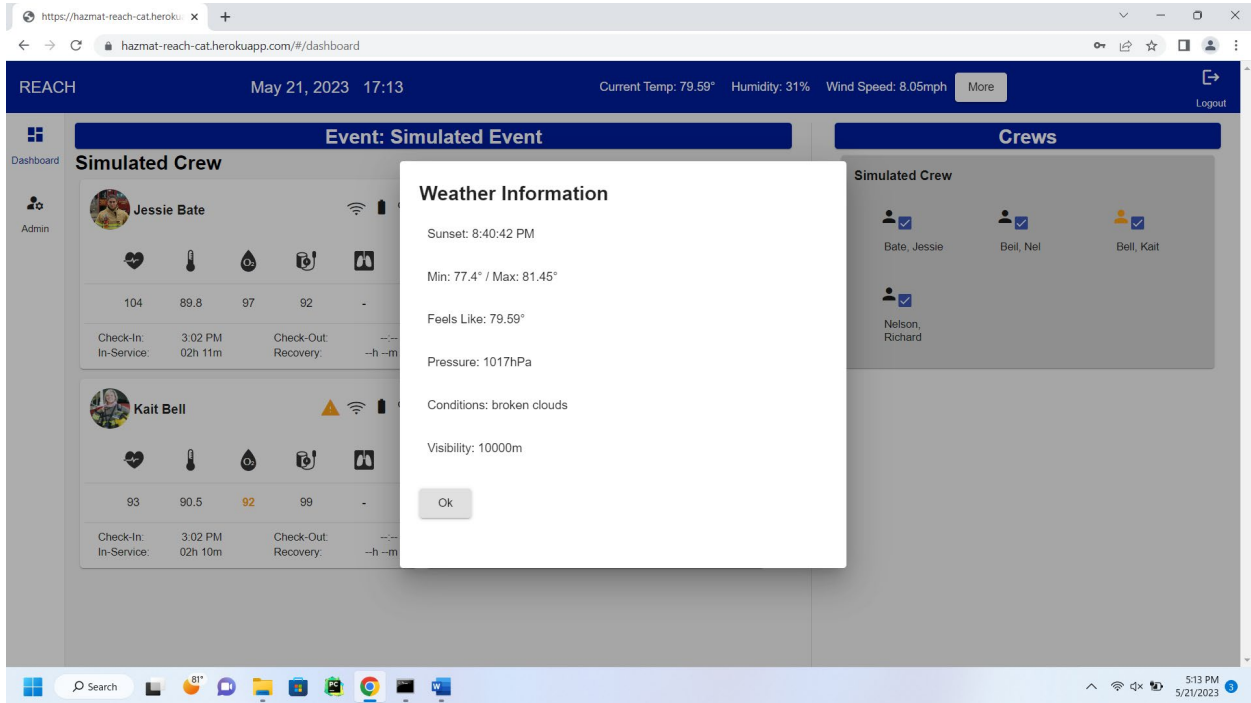 https://hazmat-reach-cat.heroku
hazmat-reach-cat.herokuapp.com/#/dashboard
REACH
May 21, 2023 17:13
Current Temp: 79.59° Humidity: 31% Wind Speed: 8.05mph More
Logout
Dashboard
Admin
Event: Simulated Event
Simulated Crew
Jessie Bate
O₂
104 89.8 97 92 -
Check-In: 3:02 PM Check-Out: --:--
In-Service: 02h 11m Recovery: --h --m
Kait Bell
O₂
93 90.5 92 99 -
Check-In: 3:02 PM Check-Out: --:--
In-Service: 02h 10m Recovery: --h --m
Weather Information
Sunset: 8:40:42 PM
Min: 77.4° / Max: 81.45°
Feels Like: 79.59°
Pressure: 1017hPa
Conditions: broken clouds
Visibility: 10000m
Ok
Crews
Simulated Crew
Bate, Jessie Beil, Nel Bell, Kait
Nelson,
Richard
Search
81°
PC
W
5:13 PM
5/21/2023
3